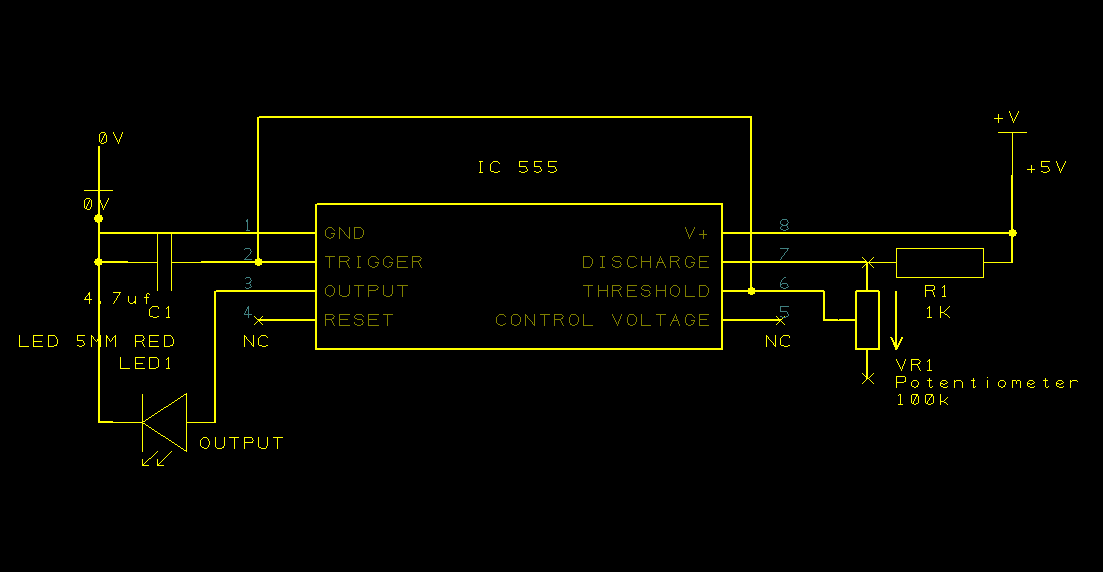 +V
0V
IC 555
+5V
0V
1
GND
V+
8
2
TRIGGER
DISCHARGE
7
3
OUTPUT
THRESHOLD
6
4.7uf
C1
R1
4
RESET
CONTROL VOLTAGE
5
1K
LED 5MM RED
NC
NC
LED1
VR1
Potentiometer
100k
OUTPUT